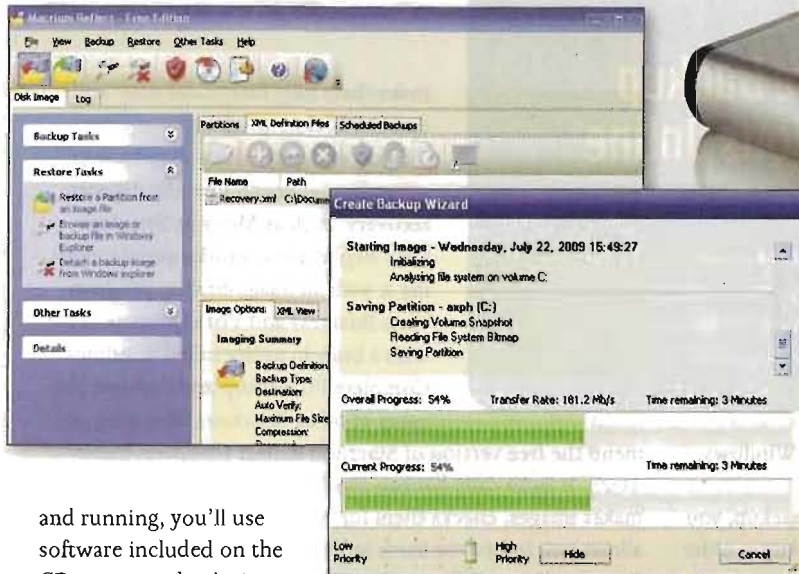 Macrium Reflect - Free Edition
File View Backup Restore Other Tasks Help
Disk Image Log
Backup Tasks
Restore Tasks
Restore a Partition from
an image file
Browse an image or
backup file in Windows
Explorer
Detach a backup image
from Windows explorer
Other Tasks
Details
Partitions XML Definition Files Scheduled Backups
File Name Path
Recovery.xml C:\Docume
Image Options XML View
Imaging Summary
Backup Definition
Backup Type:
Destination:
Auto Verify:
Maximum File Size
Compression:
Create Backup Wizard
Starting Image - Wednesday, July 22, 2009 15:49:27
Initializing
Analysing file system on volume C:
Saving Partition - axph (C:)
Creating Volume Snapshot
Reading File System Bitmap
Saving Partition
Overall Progress: 54% Transfer Rate: 181.2 Mb/s Time remaining: 3 Minutes
Current Progress: 54% Time remaining: 3 Minutes
Low
Priority
High
Priority
Hide Cancel
and running, you'll use
software included on the